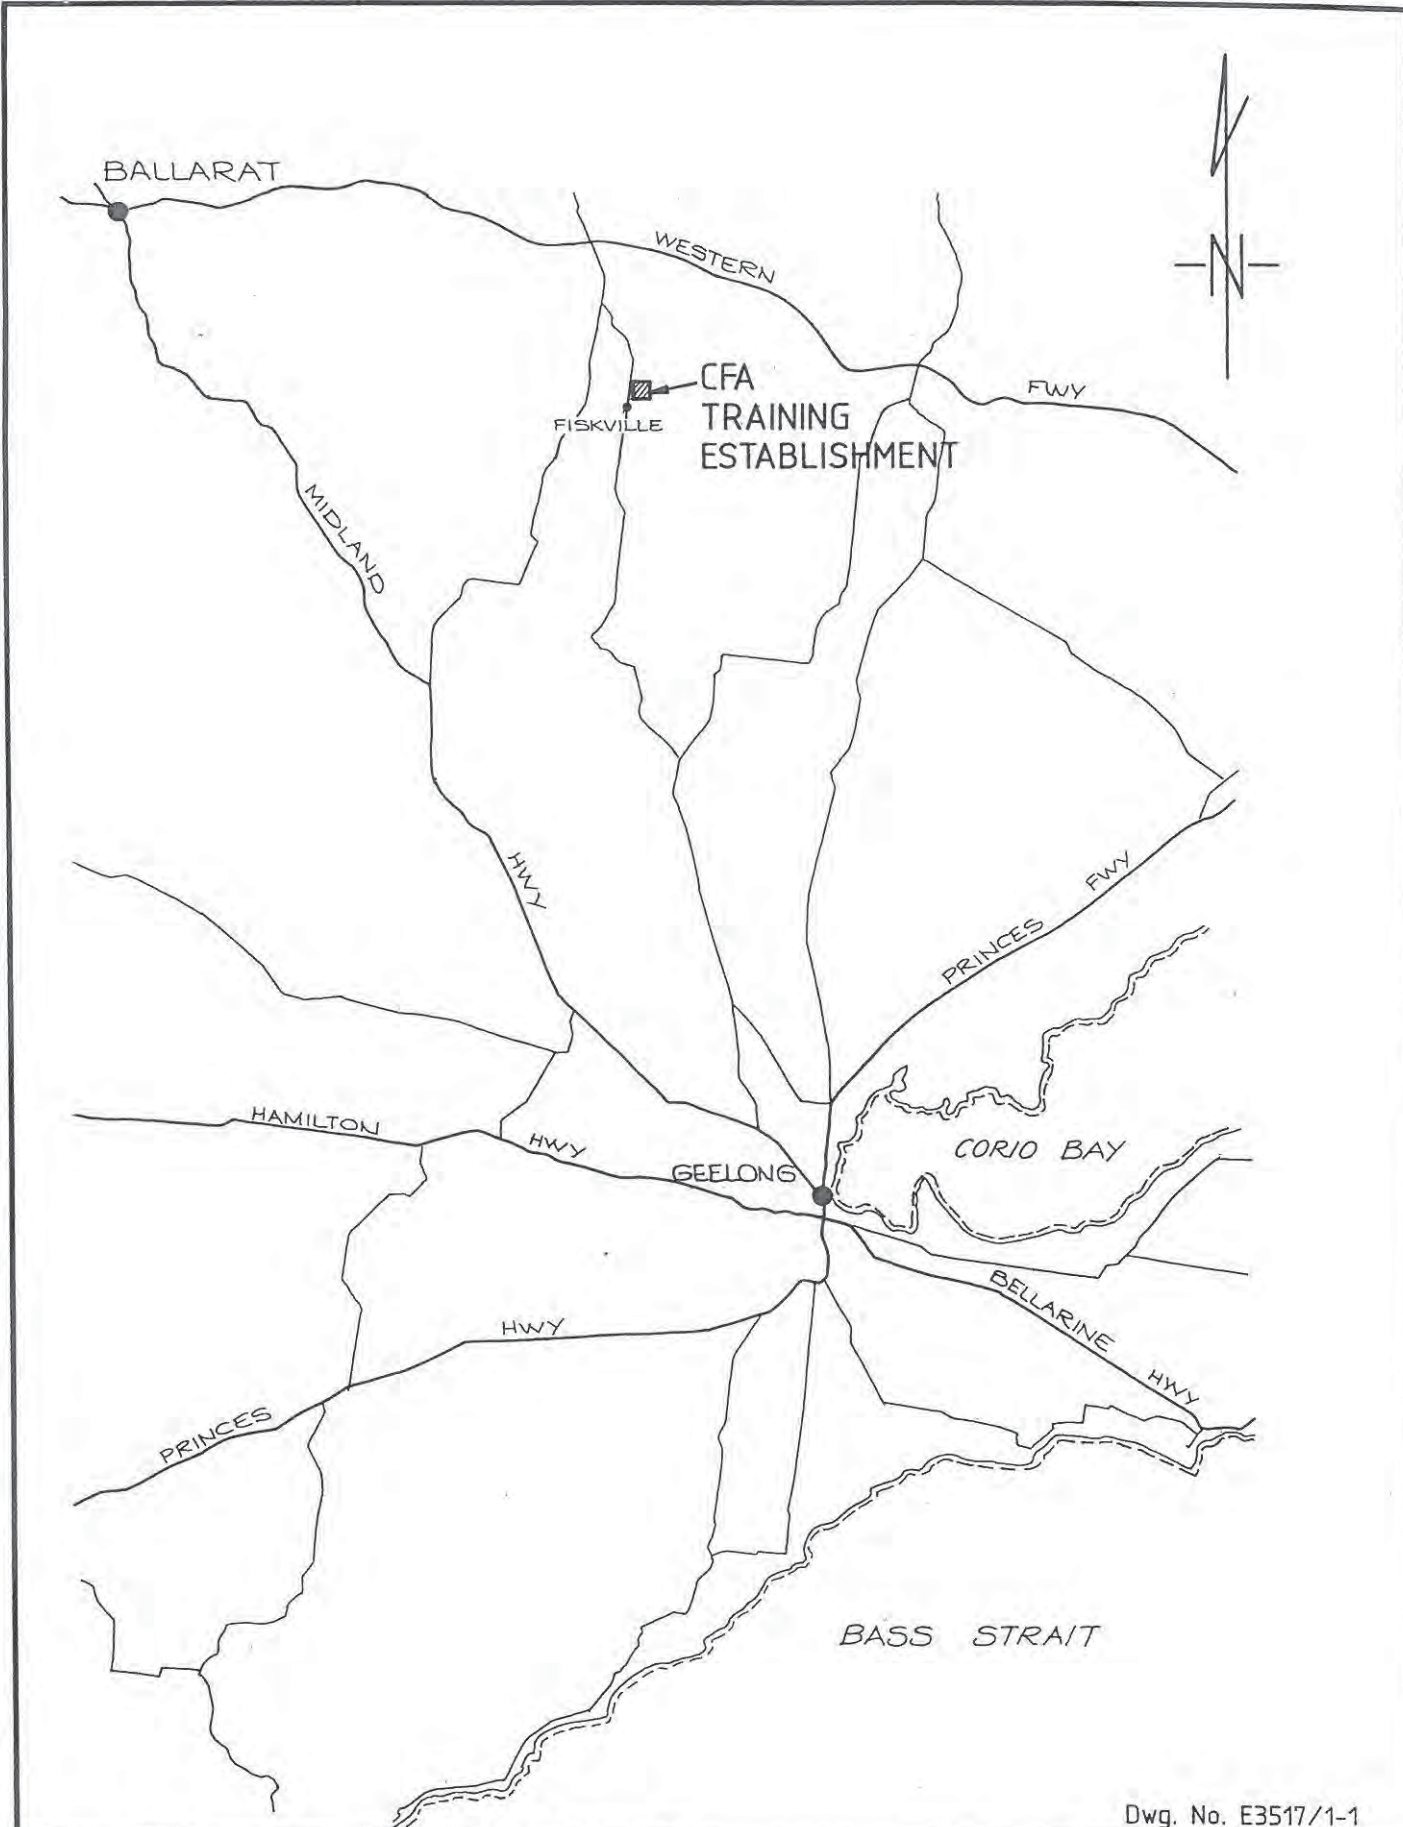 N
BALLARAT
WESTERN
FWY
CFA
TRAINING
ESTABLISHMENT
FISKVILLE
MIDLAND
HWY
PRINCES
FWY
HAMILTON
HWY
GEELONG
CORIO BAY
BELLARINE
HWY
HWY
PRINCES
BASS STRAIT
Dwg. No. E3517/1-1